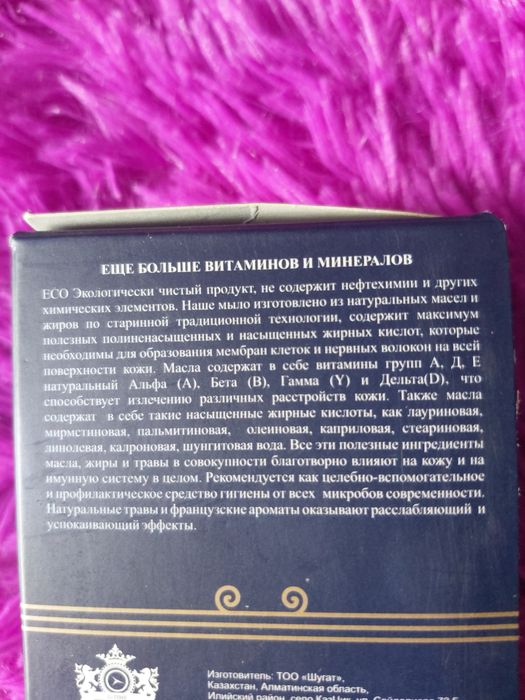 ЕЩЕ БОЛЬШЕ ВИТАМИНОВ И МИНЕРАЛОВ
ECO Экологически чистый продукт, не содержит нефтехимии и других
химических элементов. Наше мыло изготовлено из натуральных масел и
жиров по старинной традиционной технологии, содержит максимум
полезных полиненасыщенных и насыщенных жирных кислот, которые
необходимы для образования мембран клеток и нервных волокон на всей
поверхности кожи. Масла содержат в себе витамины групп А, Д, Е
натуральный Альфа (А), Бета (В), Гамма (Y) и Дельта(D), что
способствует излечению различных расстройств кожи. Также масла
содержат в себе такие насыщенные жирные кислоты, как лауриновая,
мирмстиновая, пальмитиновая, олеиновая, каприловая, стеариновая,
линолевая, калроновая, шунгитовая вода. Все эти полезные ингредиенты
масла, жиры и травы в совокупности благотворно влияют на кожу и на
имунную систему в целом. Рекомендуется как целебно-вспомогательное
и профилактическое средство гигиены от всех микробов современности.
Натуральные травы и французские ароматы оказывают расслабляющий и
успокаивающий эффекты.
Изготовитель: ТОО «Шугат»,
Казахстан, Алматинская область,
Илийский район, село